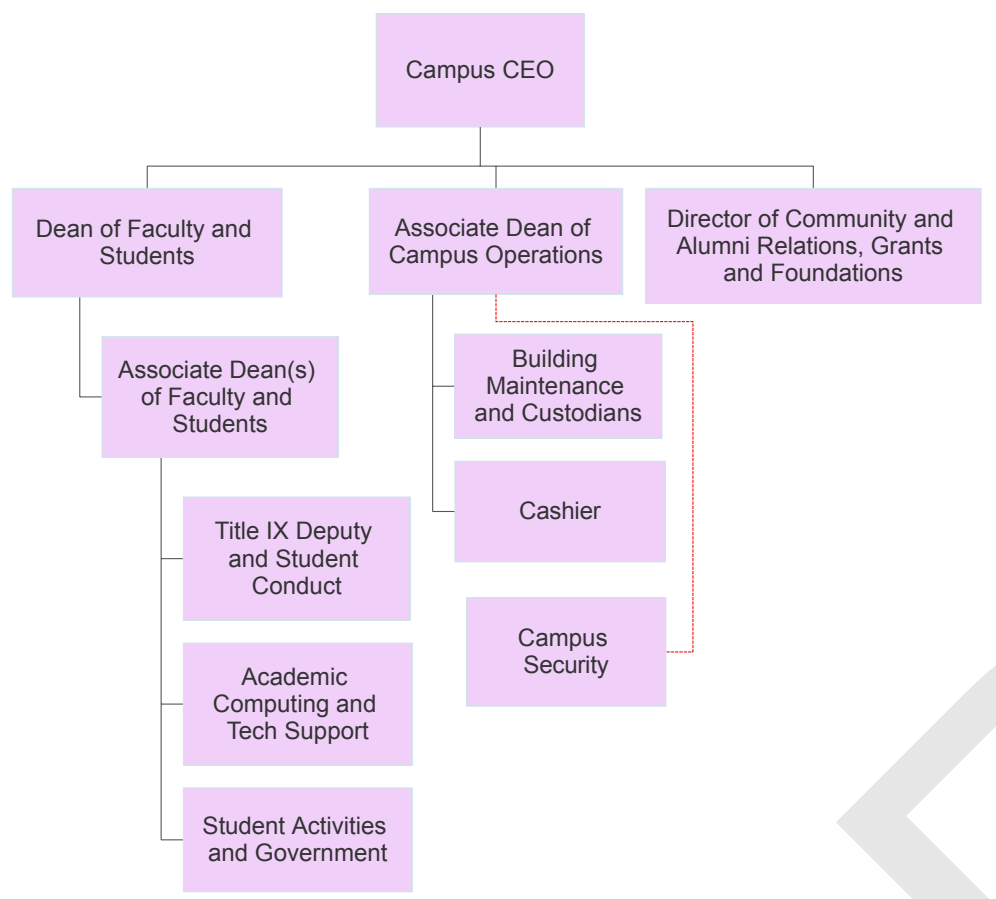 Campus CEO
Dean of Faculty and
Students
Associate Dean of
Campus Operations
Director of Community and
Alumni Relations, Grants
and Foundations
Associate Dean(s)
of Faculty and
Students
Building
Maintenance
and Custodians
Cashier
Campus
Security
Title IX Deputy
and Student
Conduct
Academic
Computing and
Tech Support
Student Activities
and Government